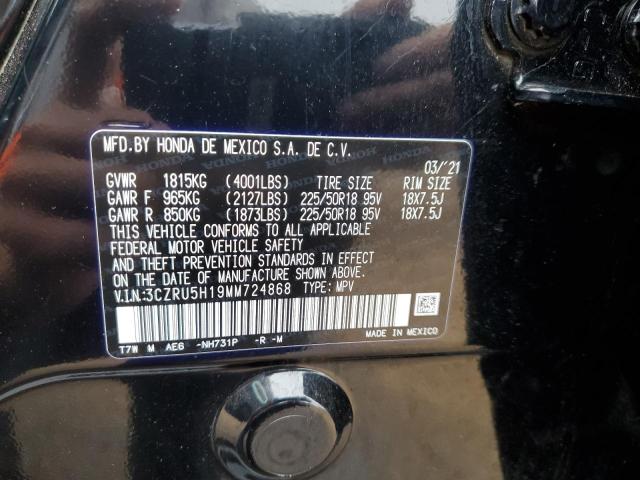 MFD.BY HONDA DE MEXICO S.A. DE C.V.
03/'21
GVWR 1815KG (4001LBS) TIRE SIZE RIM SIZE
GAWR F 965KG (2127LBS) 225/50R18 95V 18X7.5J
GAWR R 850KG (1873LBS) 225/50R18 95V 18X7.5J
THIS VEHICLE CONFORMS TO ALL APPLICABLE
FEDERAL MOTOR VEHICLE SAFETY
AND THEFT PREVENTION STANDARDS IN EFFECT
ON THE DATE OF MANUFACTURE SHOWN ABOVE.
V.I.N:3CZRU5H19MM724868 TYPE: MPV
T7W M AE6 -NH731P -R -M MADE IN MEXICO